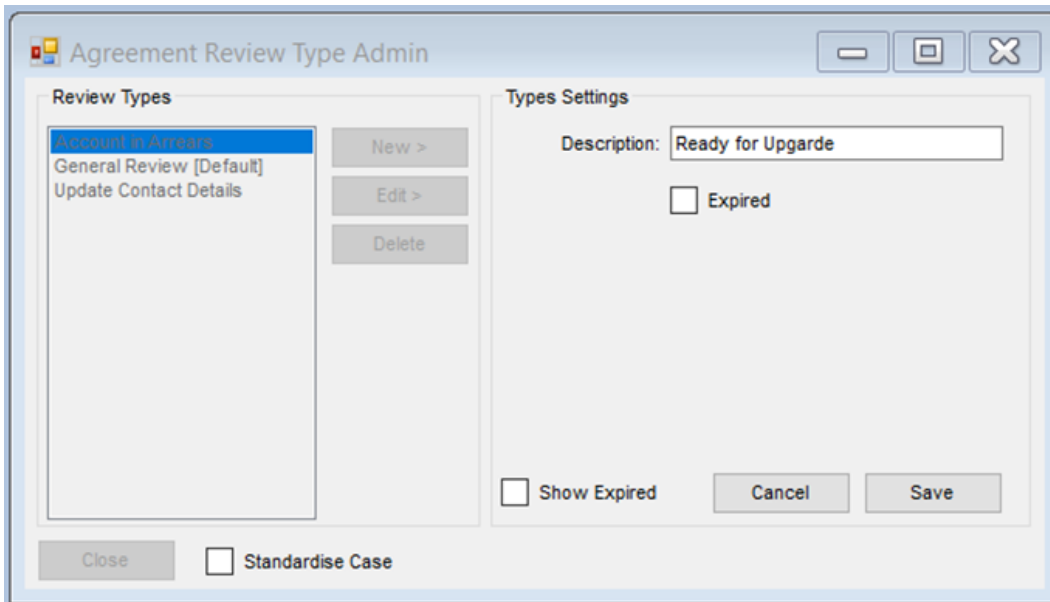 Agreement Review Type Admin
Review Types
Account in Arrears
General Review [Default]
Update Contact Details
New >
Edit >
Delete
Types Settings
Description: Ready for Upgarde
Expired
Show Expired
Cancel
Save
Close
Standardise Case